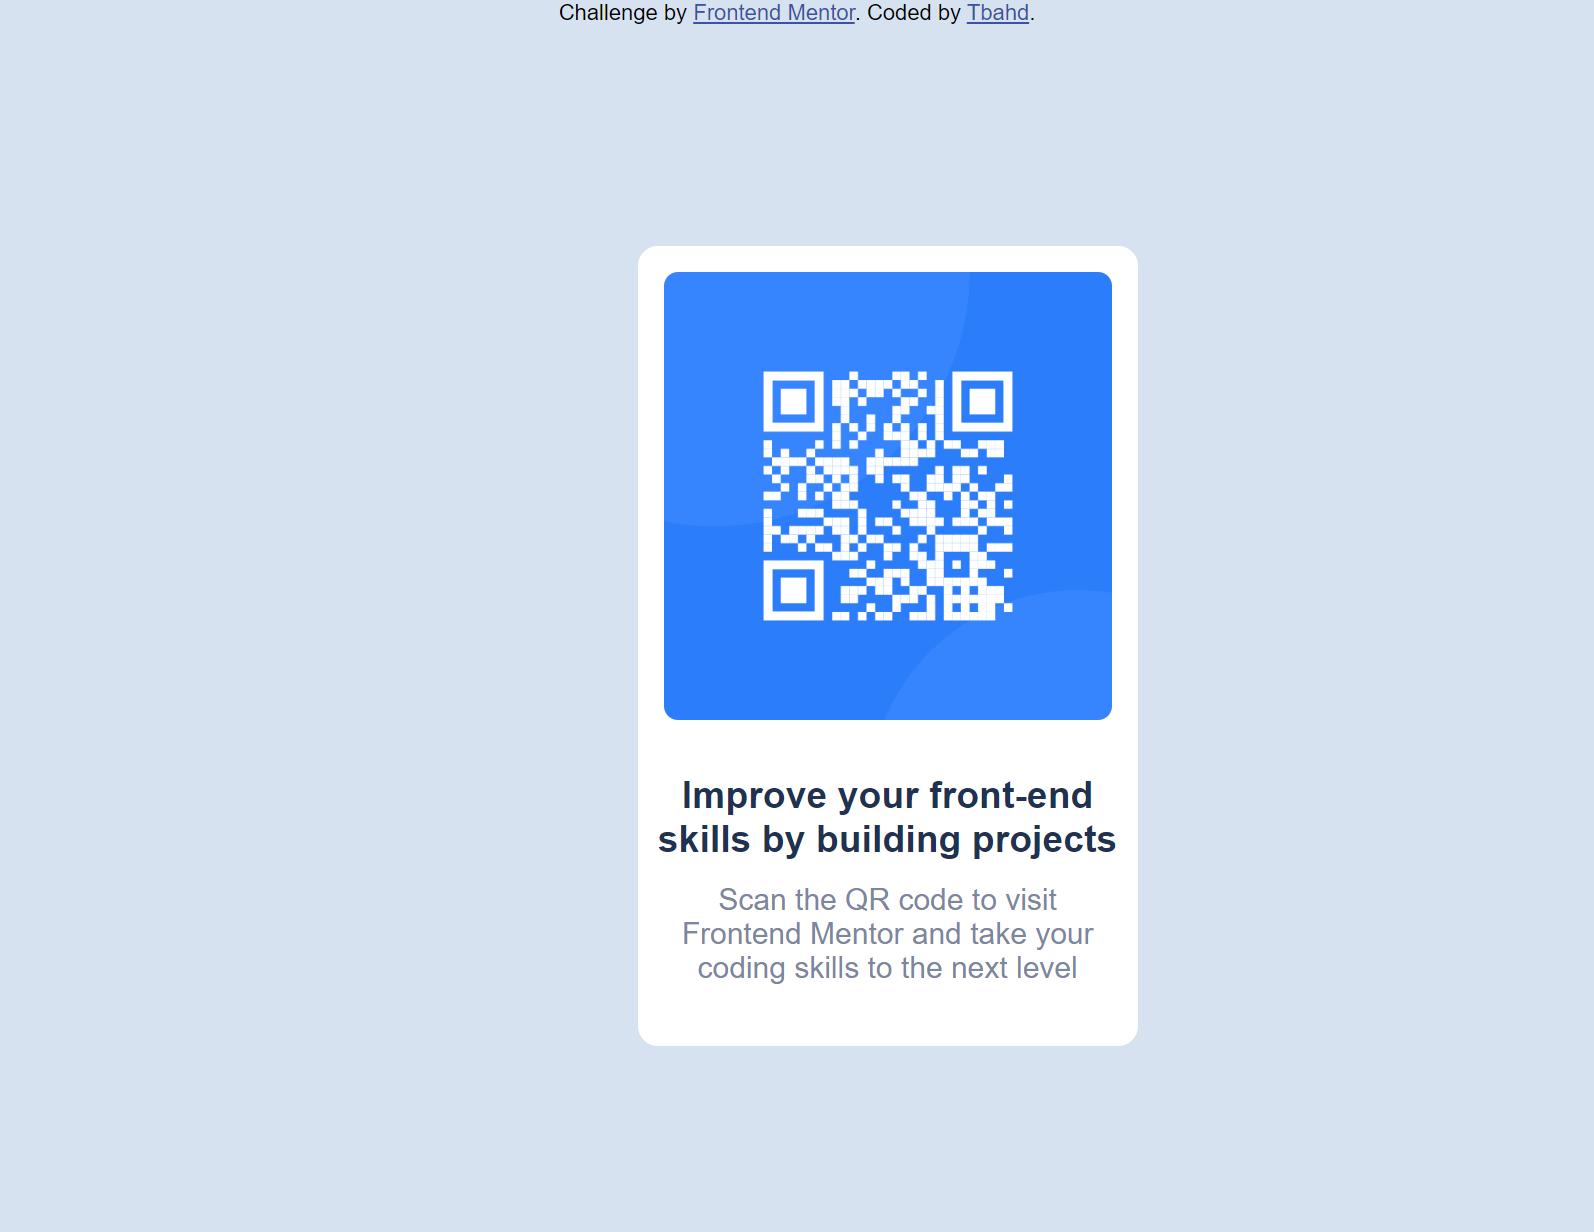 Challenge by Frontend Mentor. Coded by Tbahd.
Improve your front-end
skills by building projects
Scan the QR code to visit
Frontend Mentor and take your
coding skills to the next level